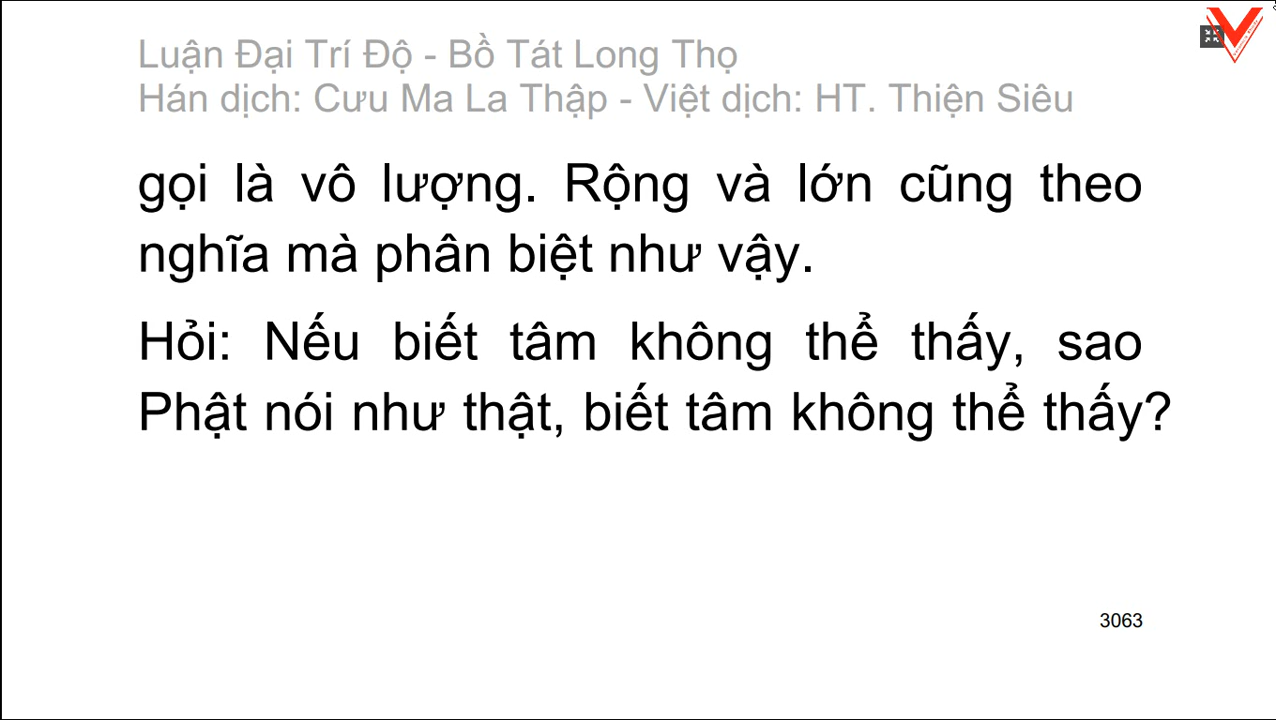 Luận Đại Trí Độ - Bồ Tát Long Thọ
Hán dịch: Cưu Ma La Thập - Việt dịch: HT. Thiện Siêu
gọi là vô lượng. Rộng và lớn cũng theo
nghĩa mà phân biệt như vậy.
Hỏi: Nếu biết tâm không thể thấy, sao
Phật nói như thật, biết tâm không thể thấy?
3063